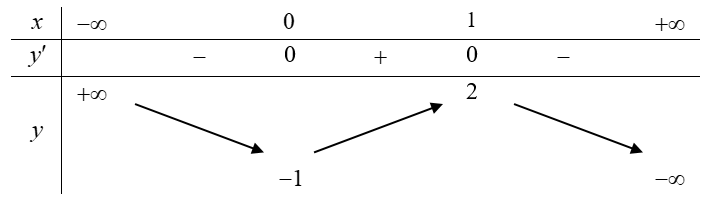 x −∞ 0 1 +∞
y′ − 0 + 0 −
+∞ 2
y
−1 −∞